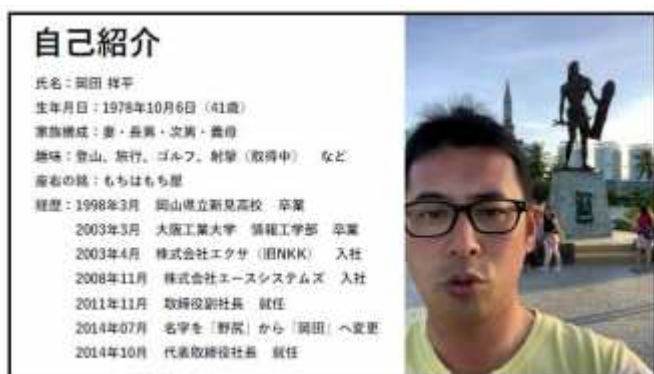 自己紹介
氏名:岡田 祥平
生年月日:1978年10月6日(41歳)
家族構成:妻・長男・次男・義母
趣味:登山、旅行、ゴルフ、射撃(取得中) など
座右の銘:もちはもち屋
経歴:1998年3月 岡山県立新見高校 卒業
2003年3月 大阪工業大学 情報工学部 卒業
2003年4月 株式会社エクサ(旧NKK) 入社
2008年11月 株式会社エースシステムズ 入社
2011年11月 取締役副社長 就任
2014年07月 名字を「野尻」から「岡田」へ変更
2014年10月 代表取締役社長 就任